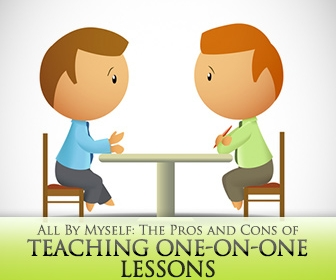 All By Myself: The Pros and Cons of
Teaching One-on-One
Lessons